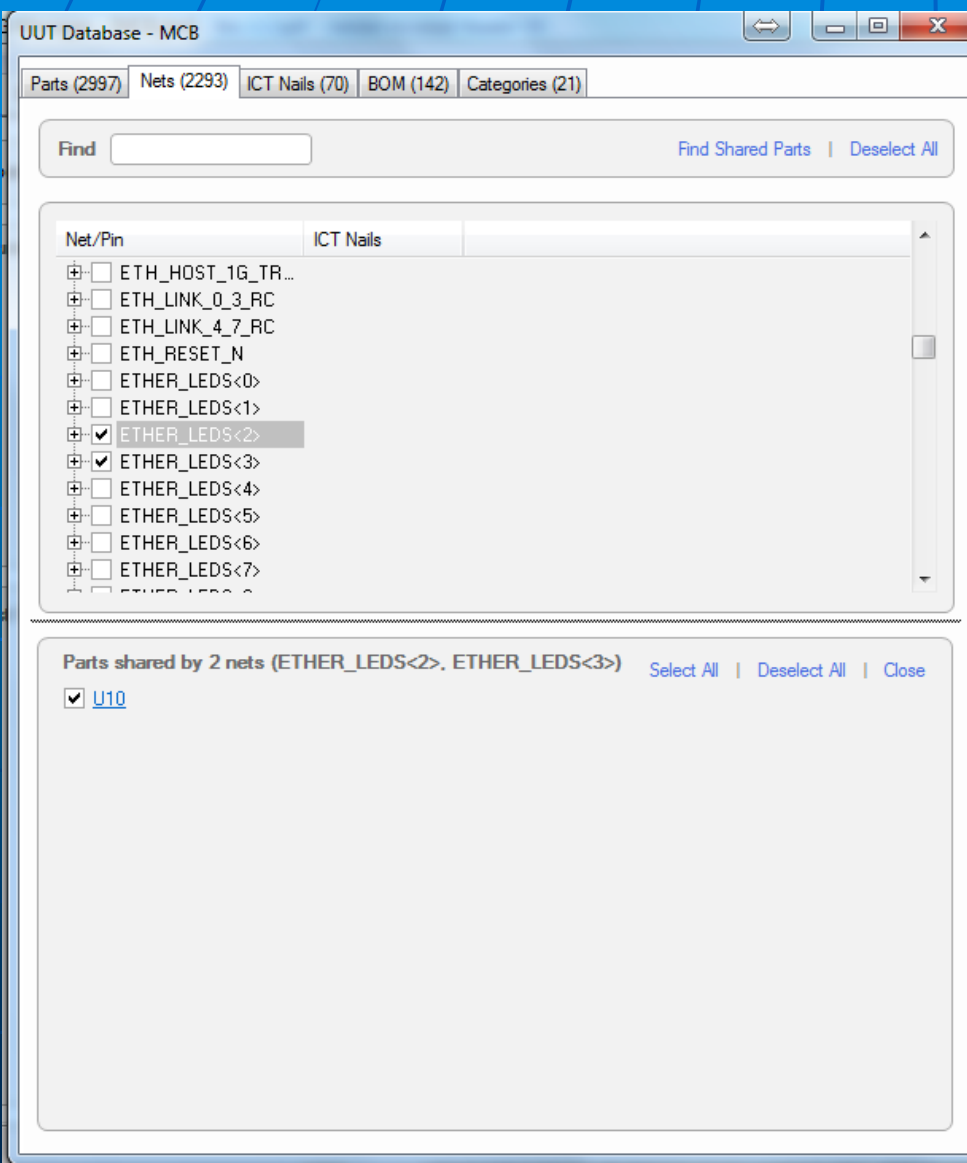 UUT Database - MCB
Parts (2997) Nets (2293) ICT Nails (70) BOM (142) Categories (21)
Find Find Shared Parts | Deselect All
Net/Pin ICT Nails
ETH_HOST_1G_TR...
ETH_LINK_0_3_RC
ETH_LINK_4_7_RC
ETH_RESET_N
ETHER_LEDS<0>
ETHER_LEDS<1>
ETHER_LEDS<2>
ETHER_LEDS<3>
ETHER_LEDS<4>
ETHER_LEDS<5>
ETHER_LEDS<6>
ETHER_LEDS<7>
Parts shared by 2 nets (ETHER_LEDS<2>, ETHER_LEDS<3>) Select All | Deselect All | Close
U10